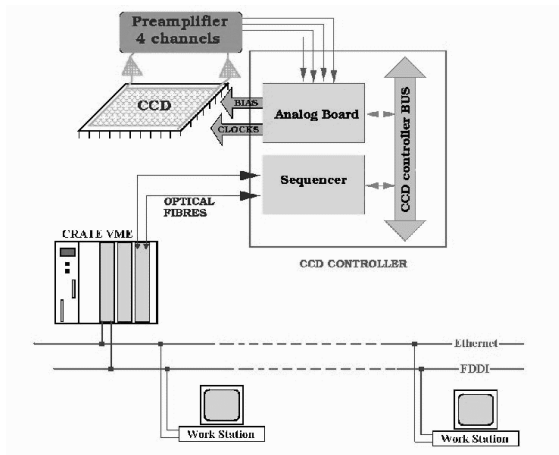 Preamplifier
4 channels
CCD
BIAS
CLOCKS
Analog Board
Sequencer
CCD controller BUS
OPTICAL
FIBRES
CRATE VME
CCD CONTROLLER
Ethernet
FDDI
Work Station
Work Station